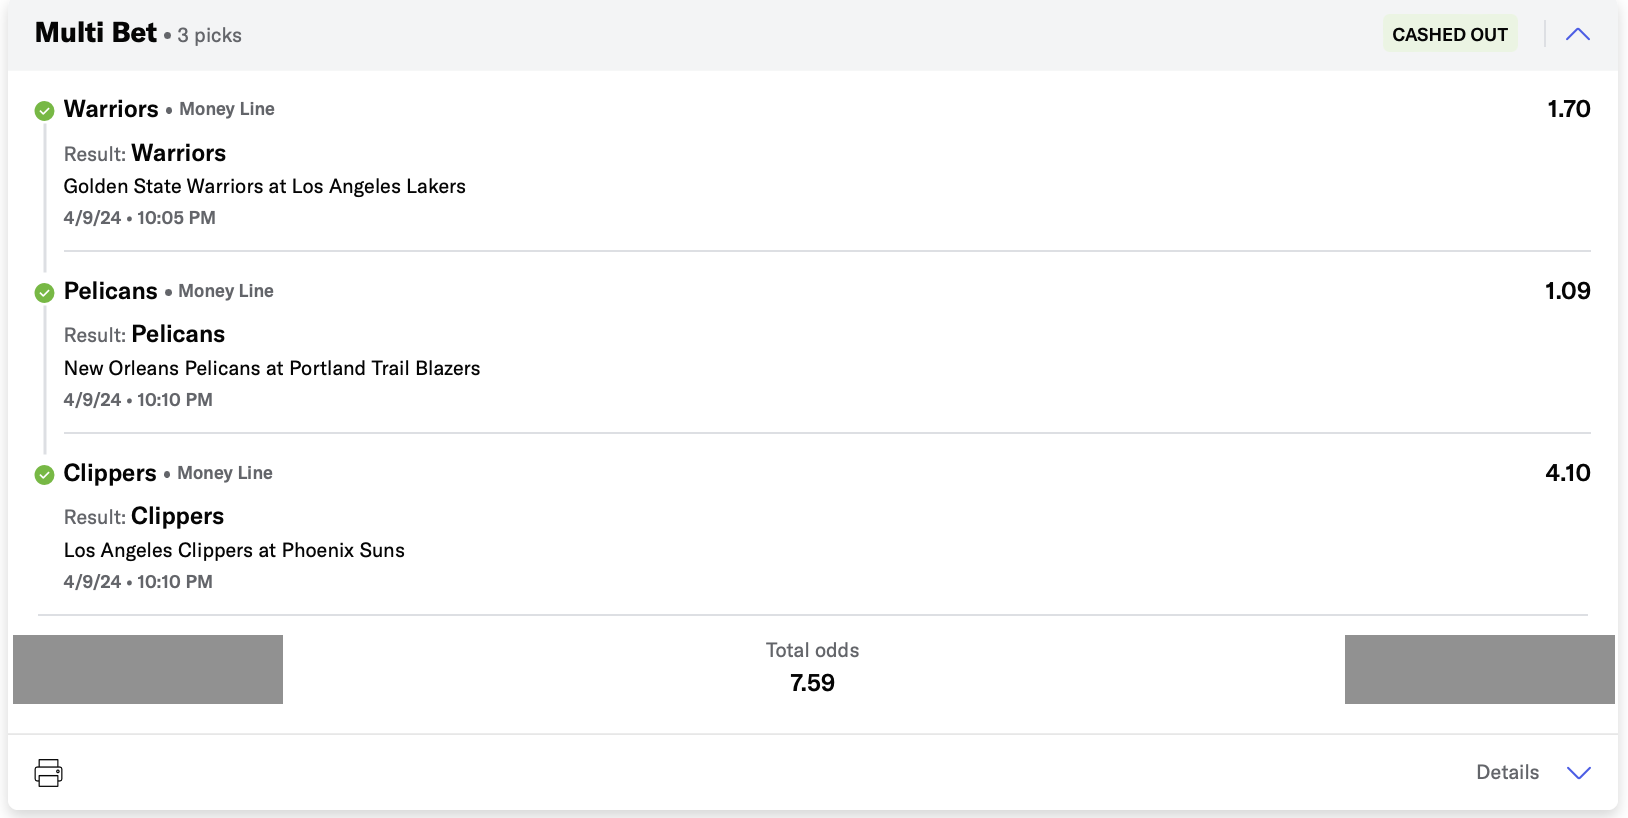 Multi Bet • 3 picks CASHED OUT
Warriors • Money Line 1.70
Result: Warriors
Golden State Warriors at Los Angeles Lakers
4/9/24 • 10:05 PM
Pelicans • Money Line 1.09
Result: Pelicans
New Orleans Pelicans at Portland Trail Blazers
4/9/24 • 10:10 PM
Clippers • Money Line 4.10
Result: Clippers
Los Angeles Clippers at Phoenix Suns
4/9/24 • 10:10 PM
Total odds
7.59
Details